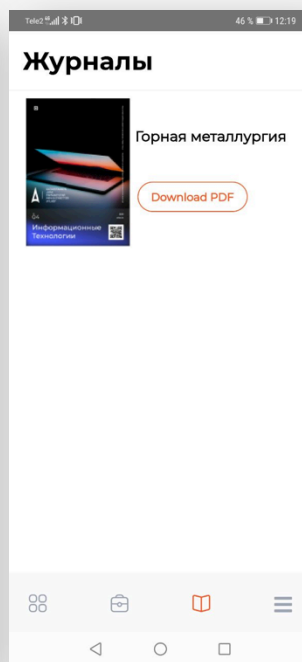 Tele2 46 % 12:19
Журналы
Горная металлургия
Download PDF
64
Информационные
Технологии